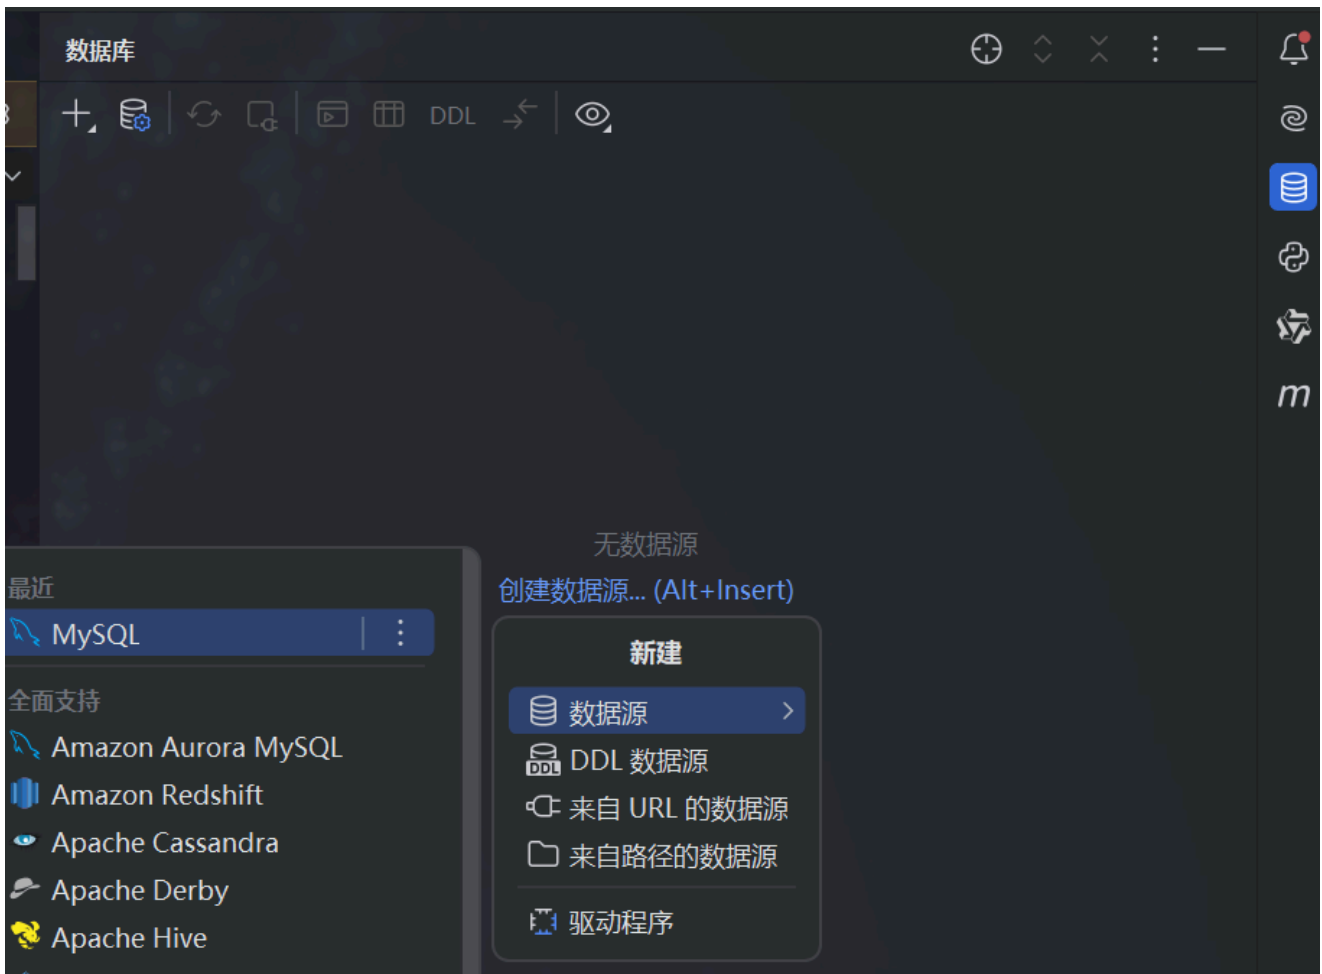 数据库
DDL
无数据源
创建数据源... (Alt+Insert)
最近
MySQL
全面支持
Amazon Aurora MySQL
Amazon Redshift
Apache Cassandra
Apache Derby
Apache Hive
新建
数据源
DDL 数据源
来自 URL 的数据源
来自路径的数据源
驱动程序
m